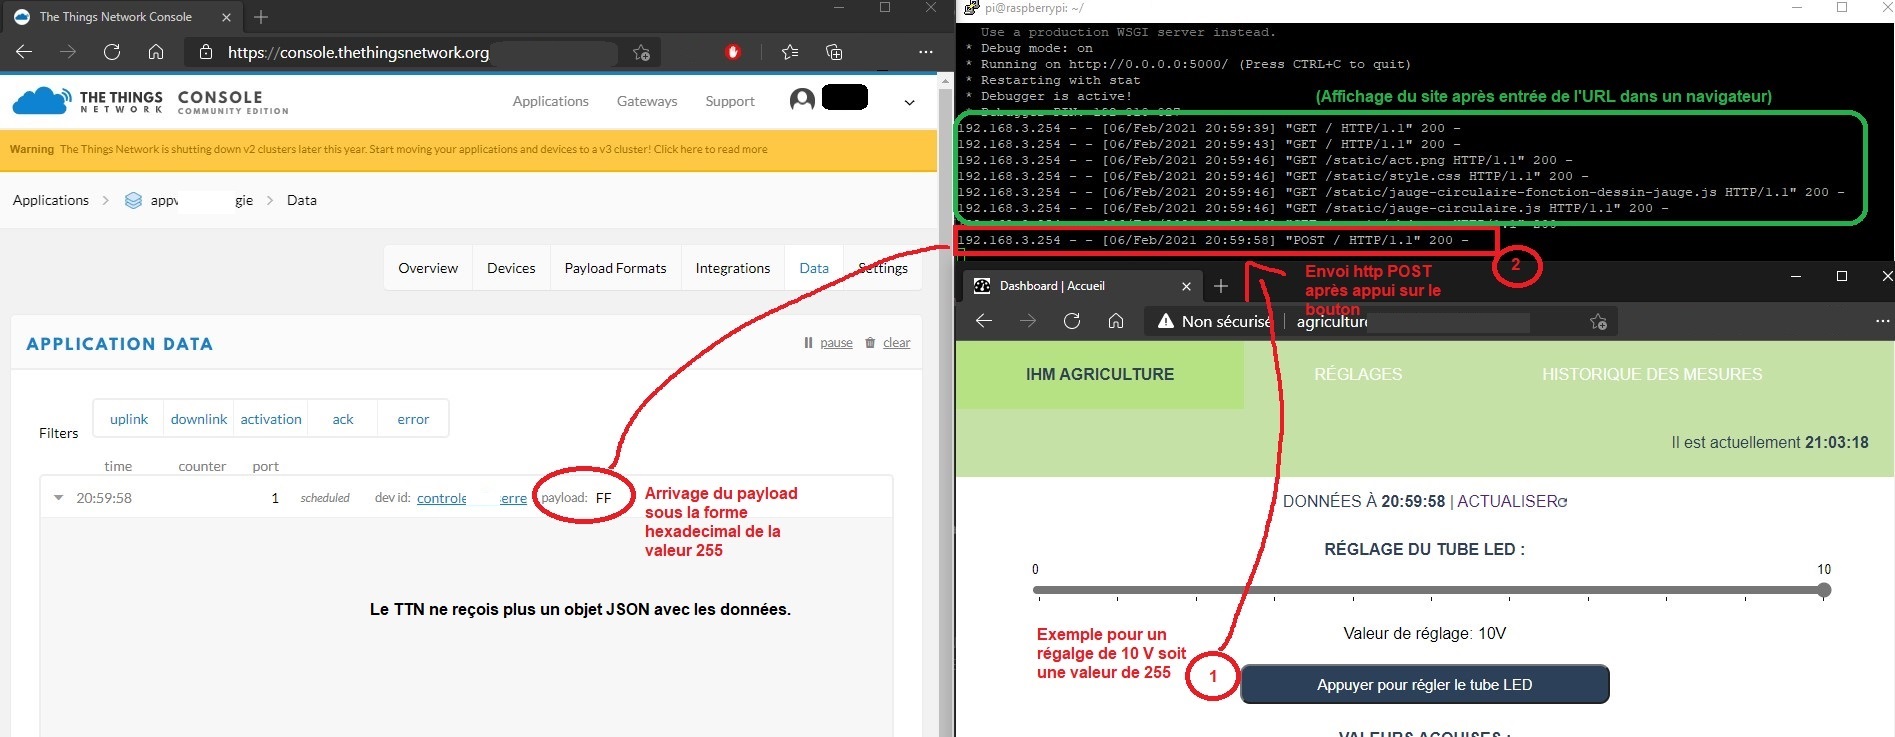 The Things Network Console
https://console.thethingsnetwork.org
THE THINGS NETWORK
CONSOLE
COMMUNITY EDITION
Applications
Gateways
Support
Warning The Things Network is shutting down v2 clusters later this year. Start moving your applications and devices to a v3 cluster! Click here to read more
Applications > appv gie > Data
Overview
Devices
Payload Formats
Integrations
Data
Settings
APPLICATION DATA
pause
clear
Filters
uplink
downlink
activation
ack
error
time
counter
port
20:59:58
1
scheduled
dev id: controle erre
payload: FF
Arrivage du payload
sous la forme
hexadecimal de la
valeur 255
Le TTN ne reçois plus un objet JSON avec les données.
pi@raspberrypi: ~/
Use a production WSGI server instead.
* Debug mode: on
* Running on http://0.0.0.0:5000/ (Press CTRL+C to quit)
* Restarting with stat
* Debugger is active!
(Affichage du site après entrée de l'URL dans un navigateur)
192.168.3.254 - - [06/Feb/2021 20:59:39] "GET / HTTP/1.1" 200 -
192.168.3.254 - - [06/Feb/2021 20:59:43] "GET / HTTP/1.1" 200 -
192.168.3.254 - - [06/Feb/2021 20:59:46] "GET /static/act.png HTTP/1.1" 200 -
192.168.3.254 - - [06/Feb/2021 20:59:46] "GET /static/style.css HTTP/1.1" 200 -
192.168.3.254 - - [06/Feb/2021 20:59:46] "GET /static/jauge-circulaire-fonction-dessin-jauge.js HTTP/1.1" 200 -
192.168.3.254 - - [06/Feb/2021 20:59:46] "GET /static/jauge-circulaire.js HTTP/1.1" 200 -
192.168.3.254 - - [06/Feb/2021 20:59:58] "POST / HTTP/1.1" 200 -
2
Envoi http POST
après appui sur le
bouton
Dashboard | Accueil
Non sécurisé
agriculture
IHM AGRICULTURE
RÉGLAGES
HISTORIQUE DES MESURES
Il est actuellement 21:03:18
DONNÉES À 20:59:58 | ACTUALISER
RÉGLAGE DU TUBE LED :
0
10
Valeur de réglage: 10V
Exemple pour un
régalge de 10 V soit
une valeur de 255
1
Appuyer pour régler le tube LED
VALEURS ACQUISES :